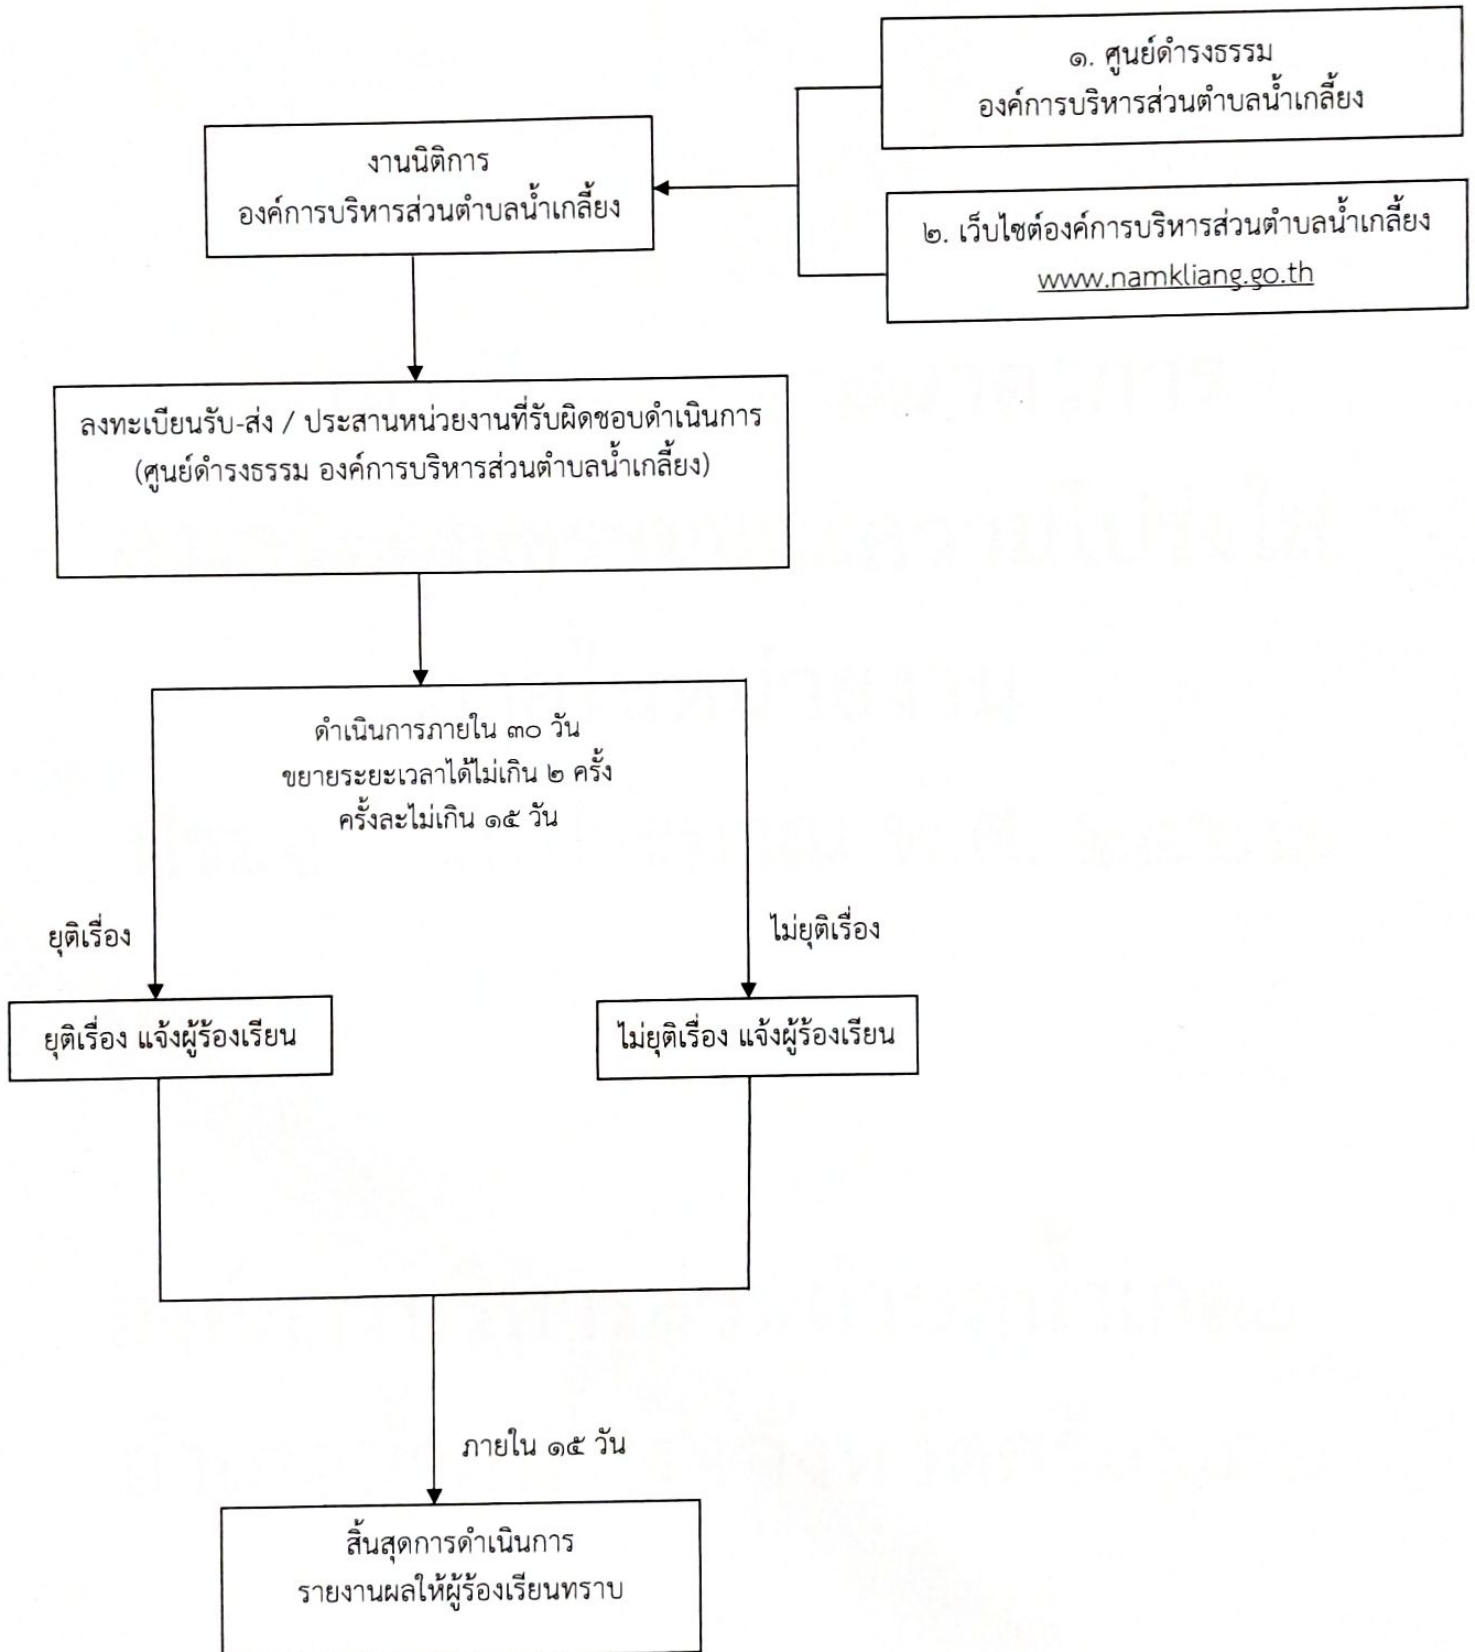 ๑. ศูนย์ดำรงธรรม
องค์การบริหารส่วนตำบลน้ำเกลี้ยง
งานนิติการ
องค์การบริหารส่วนตำบลน้ำเกลี้ยง
๒. เว็บไซต์องค์การบริหารส่วนตำบลน้ำเกลี้ยง
www.namkliang.go.th
ลงทะเบียนรับ-ส่ง / ประสานหน่วยงานที่รับผิดชอบดำเนินการ
(ศูนย์ดำรงธรรม องค์การบริหารส่วนตำบลน้ำเกลี้ยง)
ดำเนินการภายใน ๓๐ วัน
ขยายระยะเวลาได้ไม่เกิน ๒ ครั้ง
ครั้งละไม่เกิน ๑๕ วัน
ยุติเรื่อง
ไม่ยุติเรื่อง
ยุติเรื่อง แจ้งผู้ร้องเรียน
ไม่ยุติเรื่อง แจ้งผู้ร้องเรียน
ภายใน ๑๕ วัน
สิ้นสุดการดำเนินการ
รายงานผลให้ผู้ร้องเรียนทราบ